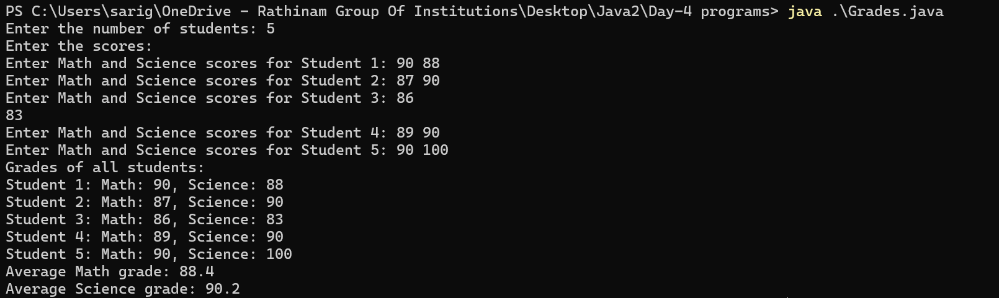 PS C:\Users\sarig\OneDrive - Rathinam Group Of Institutions\Desktop\Java2\Day-4 programs> java .\Grades.java
Enter the number of students: 5
Enter the scores:
Enter Math and Science scores for Student 1: 90 88
Enter Math and Science scores for Student 2: 87 90
Enter Math and Science scores for Student 3: 86
83
Enter Math and Science scores for Student 4: 89 90
Enter Math and Science scores for Student 5: 90 100
Grades of all students:
Student 1: Math: 90, Science: 88
Student 2: Math: 87, Science: 90
Student 3: Math: 86, Science: 83
Student 4: Math: 89, Science: 90
Student 5: Math: 90, Science: 100
Average Math grade: 88.4
Average Science grade: 90.2